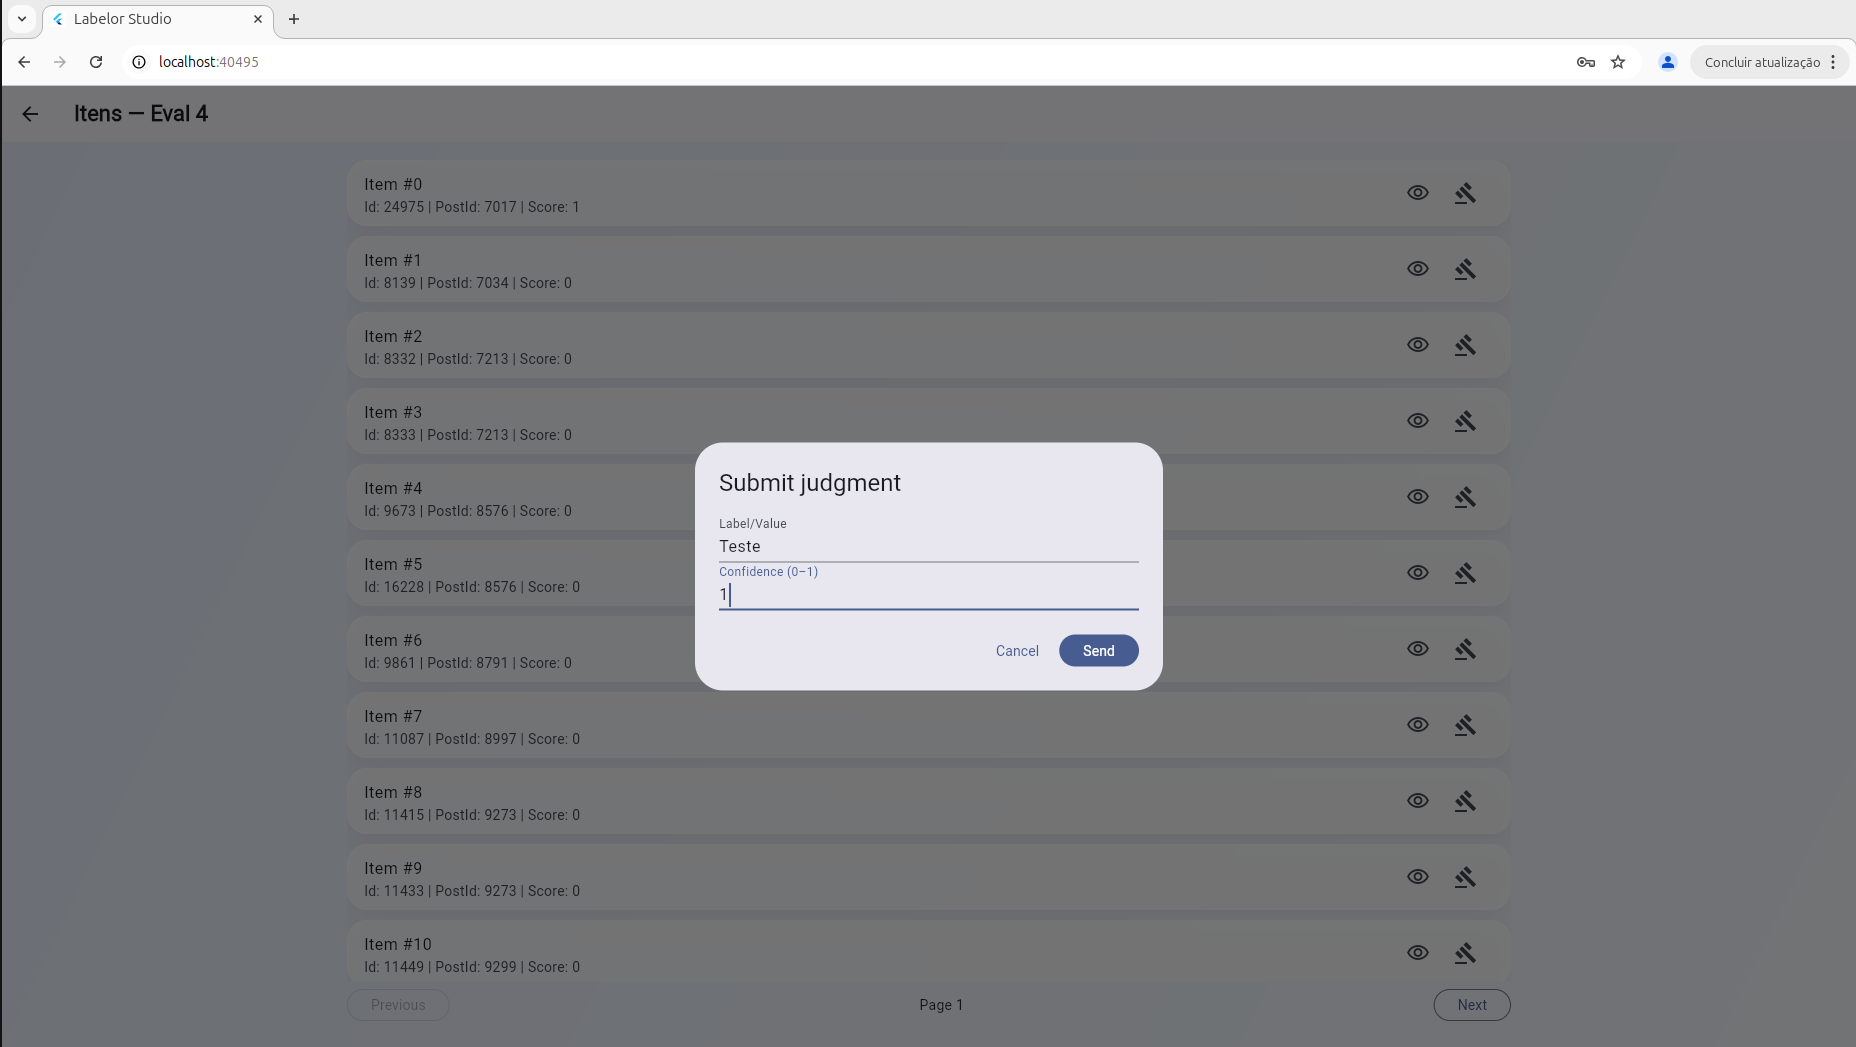 Labelor Studio
localhost:40495
Concluir atualização
Itens — Eval 4
Item #0
Id: 24975 | PostId: 7017 | Score: 1
Item #1
Id: 8139 | PostId: 7034 | Score: 0
Item #2
Id: 8332 | PostId: 7213 | Score: 0
Item #3
Id: 8333 | PostId: 7213 | Score: 0
Item #4
Id: 9673 | PostId: 8576 | Score: 0
Item #5
Id: 16228 | PostId: 8576 | Score: 0
Item #6
Id: 9861 | PostId: 8791 | Score: 0
Item #7
Id: 11087 | PostId: 8997 | Score: 0
Item #8
Id: 11415 | PostId: 9273 | Score: 0
Item #9
Id: 11433 | PostId: 9273 | Score: 0
Item #10
Id: 11449 | PostId: 9299 | Score: 0
Submit judgment
Label/Value
Teste
Confidence (0–1)
1
Cancel Send
Previous Page 1 Next